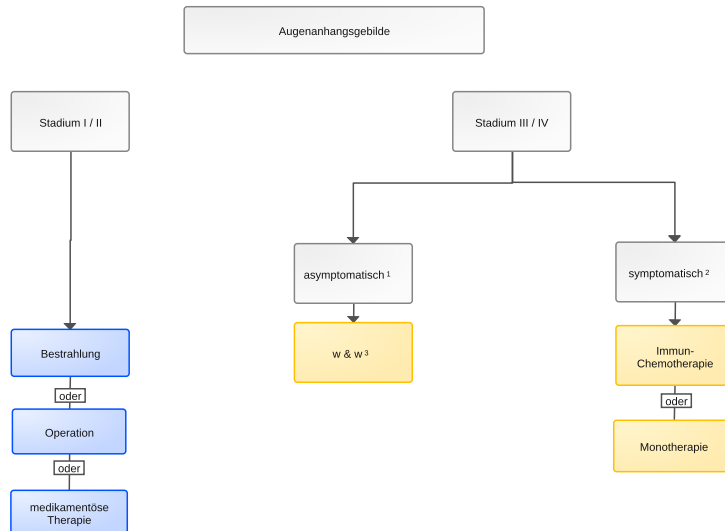 Augenanhangsgebilde
Stadium I / II
Stadium III / IV
asymptomatisch 1
symptomatisch 2
Bestrahlung
w & w 3
Immun-
Chemotherapie
oder
oder
Operation
Monotherapie
oder
medikamentöse
Therapie